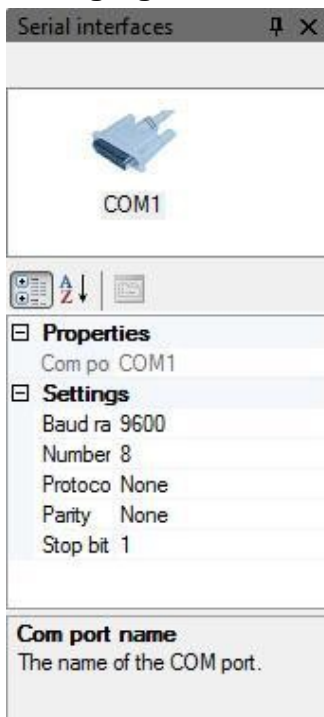 Serial interfaces
COM1
A
Z
Properties
Com po COM1
Settings
Baud ra 9600
Number 8
Protoco None
Parity None
Stop bit 1
Com port name
The name of the COM port.